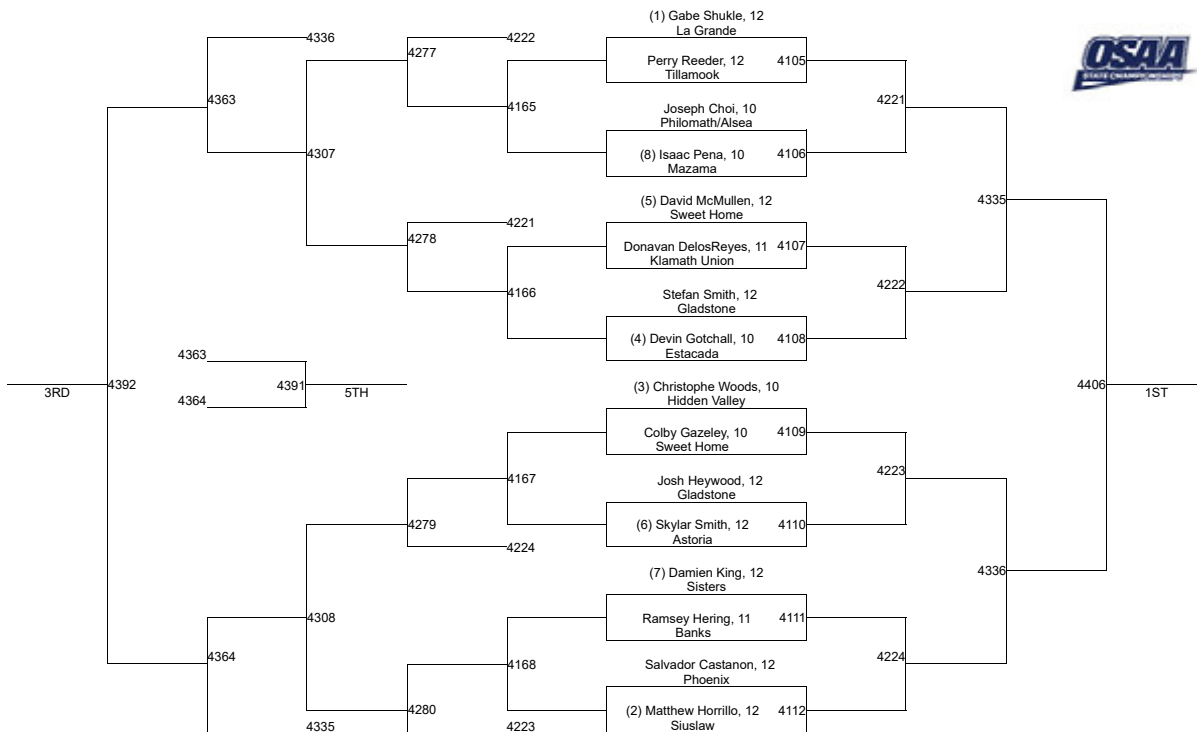 (1) Gabe Shukle, 12
La Grande
OSAA
STATE CHAMPIONSHIPS
4336
4277
4222
Perry Reeder, 12 4105
Tillamook
4363
4165
Joseph Choi, 10
Philomath/Alsea
4221
4307
(8) Isaac Pena, 10 4106
Mazama
(5) David McMullen, 12
Sweet Home
4335
4278
4221
Donavan DelosReyes, 11 4107
Klamath Union
4166
Stefan Smith, 12
Gladstone
4222
(4) Devin Gotchall, 10 4108
Estacada
4363
3RD
4392
4391
5TH
4406
1ST
4364
(3) Christophe Woods, 10
Hidden Valley
Colby Gazeley, 10 4109
Sweet Home
4167
Josh Heywood, 12
Gladstone
4223
4279
(6) Skylar Smith, 12 4110
Astoria
4224
(7) Damien King, 12
Sisters
4336
4308
Ramsey Hering, 11 4111
Banks
4364
4168
Salvador Castanon, 12
Phoenix
4224
4280
(2) Matthew Horrillo, 12 4112
Siuslaw
4335
4223